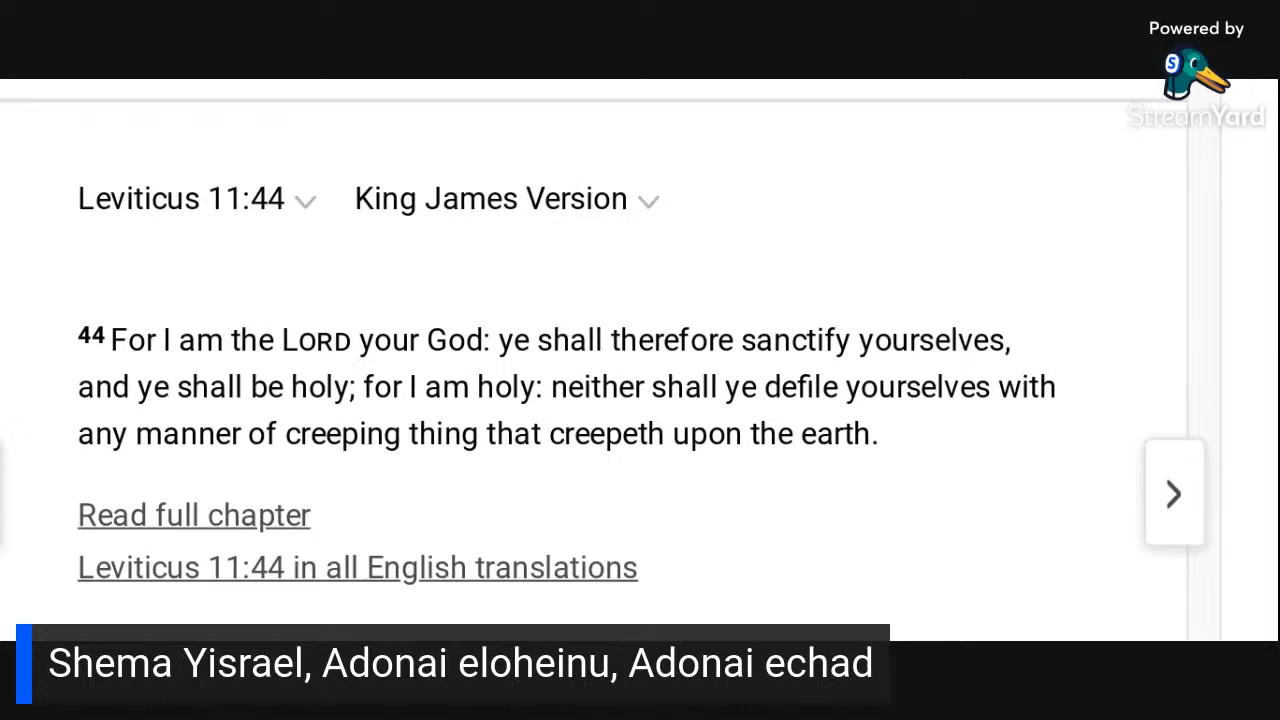 Powered by
S
StreamYard
Leviticus 11:44 King James Version
44 For I am the LORD your God: ye shall therefore sanctify yourselves,
and ye shall be holy; for I am holy: neither shall ye defile yourselves with
any manner of creeping thing that creepeth upon the earth.
Read full chapter
Leviticus 11:44 in all English translations
Shema Yisrael, Adonai eloheinu, Adonai echad